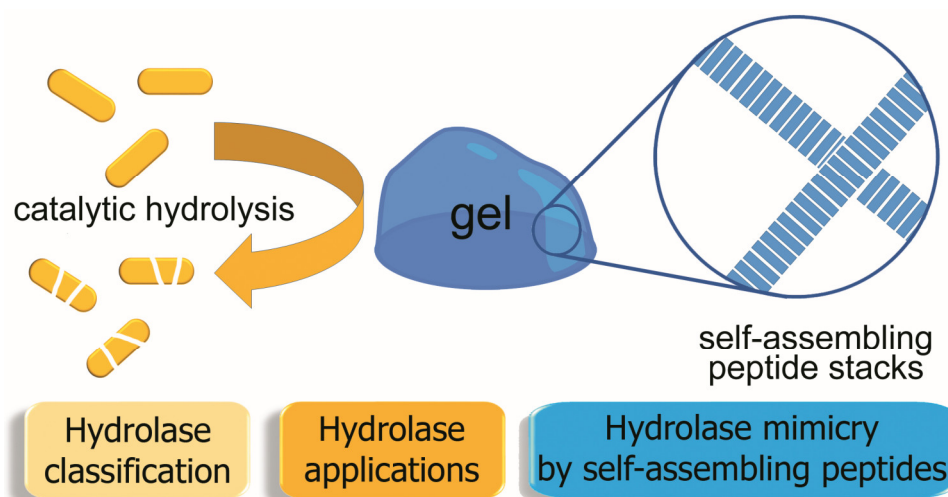 catalytic hydrolysis
gel
self-assembling
peptide stacks
Hydrolase
classification
Hydrolase
applications
Hydrolase mimicry
by self-assembling peptides